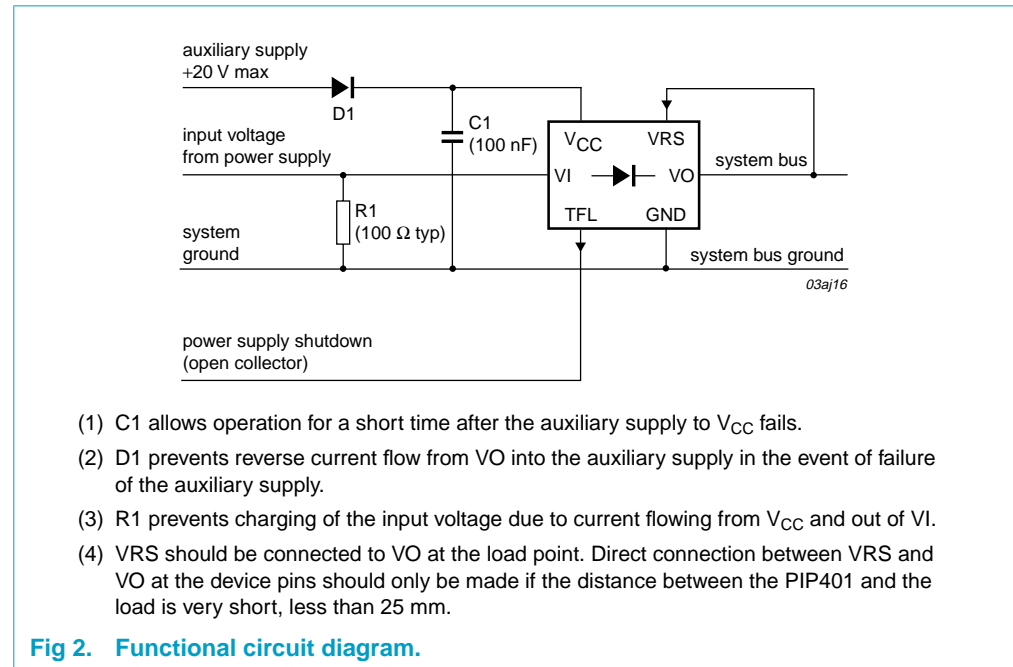 auxiliary supply
+20 V max
D1
C1
(100 nF)
input voltage
from power supply
VCC
VRS
VI
VO
system bus
R1
(100 Ω typ)
TFL
GND
system
ground
system bus ground
03aj16
power supply shutdown
(open collector)
(1) C1 allows operation for a short time after the auxiliary supply to VCC fails.
(2) D1 prevents reverse current flow from VO into the auxiliary supply in the event of failure
of the auxiliary supply.
(3) R1 prevents charging of the input voltage due to current flowing from VCC and out of VI.
(4) VRS should be connected to VO at the load point. Direct connection between VRS and
VO at the device pins should only be made if the distance between the PIP401 and the
load is very short, less than 25 mm.
Fig 2. Functional circuit diagram.